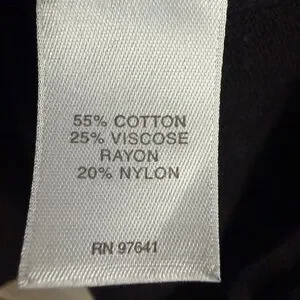 55% COTTON
25% VISCOSE
RAYON
20% NYLON
RN 97641